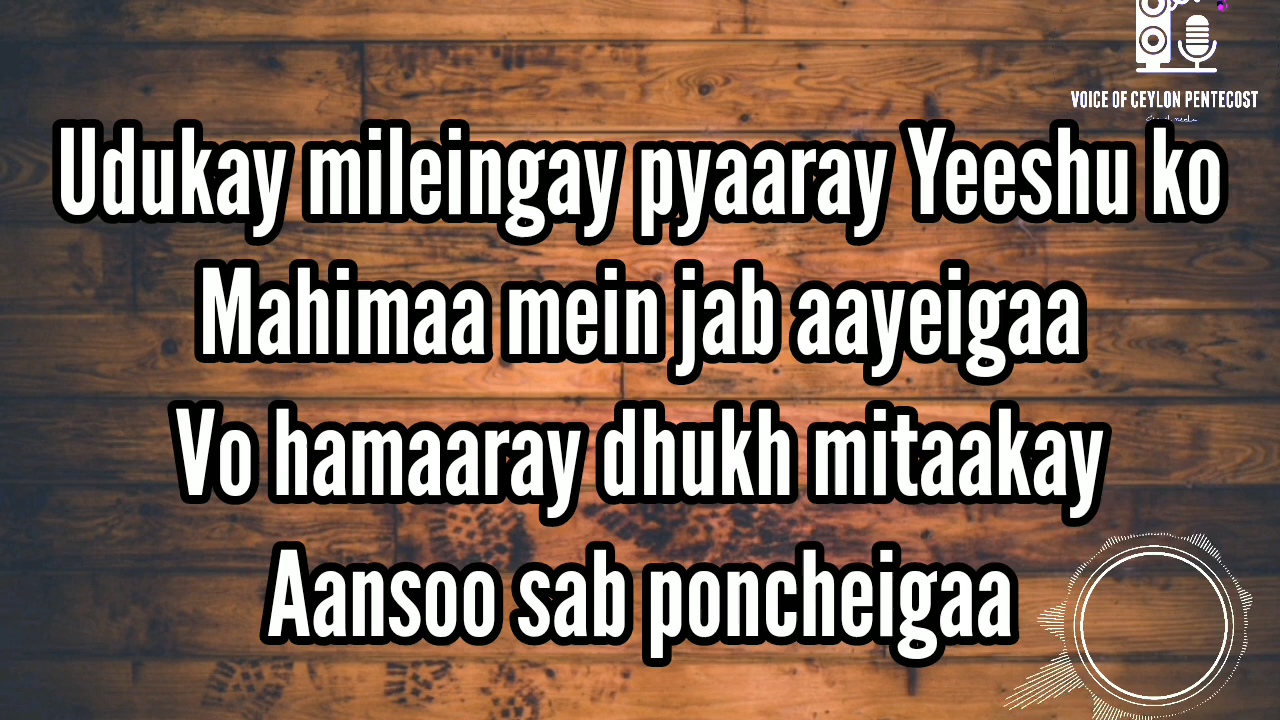 VOICE OF CEYLON PENTECOST
Udukay mileingay pyaaray Yeeshu ko
Mahimaa mein jab aayeigaa
Vo hamaaray dhukh mitaakay
Aansoo sab poncheigaa